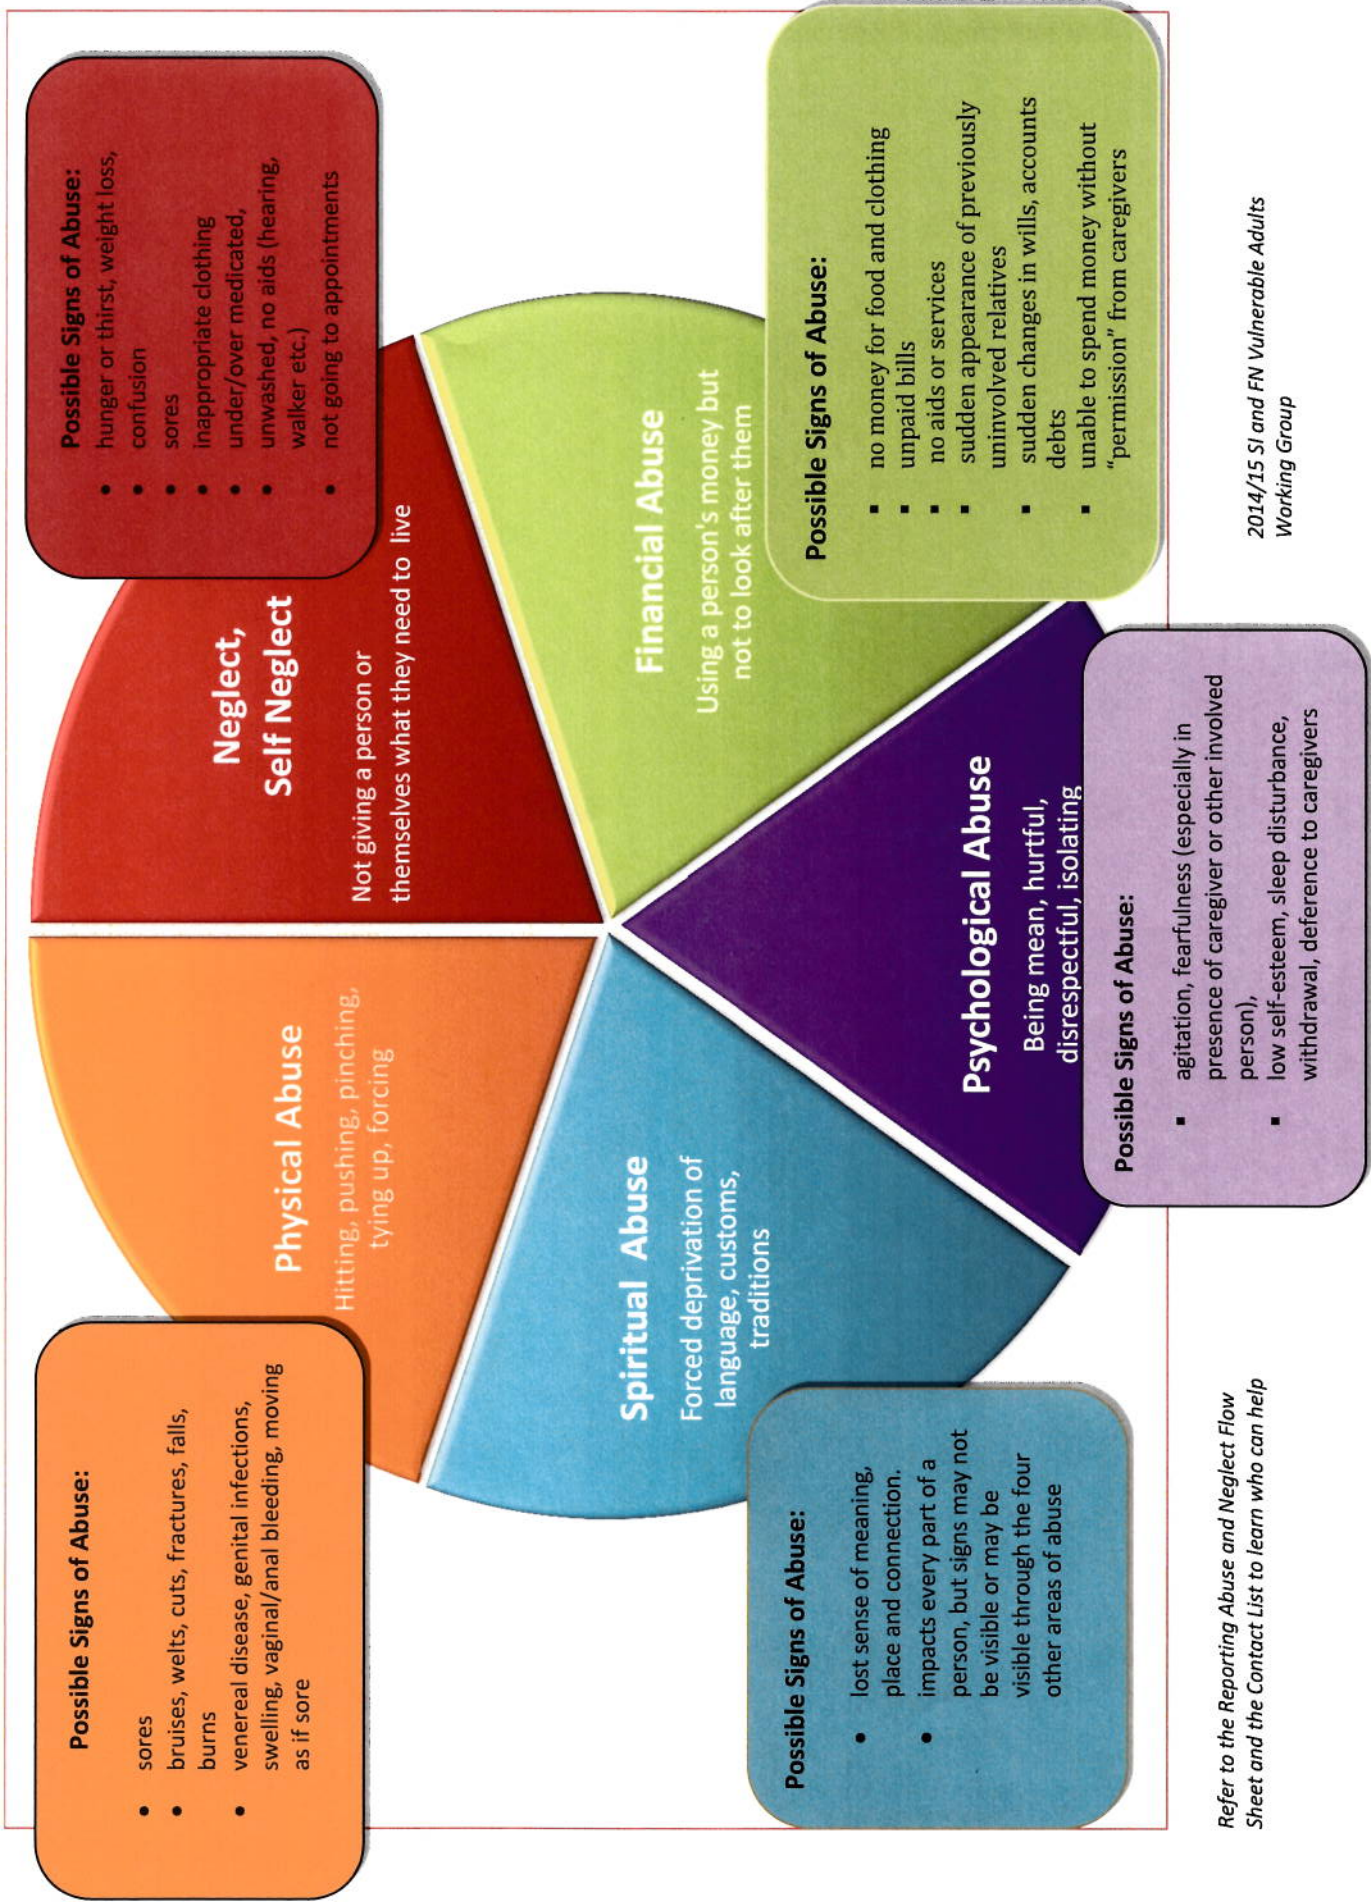 Possible Signs of Abuse:
• sores
• bruises, welts, cuts, fractures, falls,
burns
• venereal disease, genital infections,
swelling, vaginal/anal bleeding, moving
as if sore
Physical Abuse
Hitting, pushing, pinching,
tying up, forcing
Neglect,
Self Neglect
Not giving a person or
themselves what they need to live
Possible Signs of Abuse:
• hunger or thirst, weight loss,
• confusion
• sores
• inappropriate clothing
• under/over medicated,
• unwashed, no aids (hearing,
walker etc.)
• not going to appointments
Spiritual Abuse
Forced deprivation of
language, customs,
traditions
Financial Abuse
Using a person's money but
not to look after them
Possible Signs of Abuse:
• lost sense of meaning,
place and connection.
• impacts every part of a
person, but signs may not
be visible or may be
visible through the four
other areas of abuse
Psychological Abuse
Being mean, hurtful,
disrespectful, isolating
Possible Signs of Abuse:
▪ no money for food and clothing
▪ unpaid bills
▪ no aids or services
▪ sudden appearance of previously
uninvolved relatives
▪ sudden changes in wills, accounts
debts
▪ unable to spend money without
“permission” from caregivers
Possible Signs of Abuse:
▪ agitation, fearfulness (especially in
presence of caregiver or other involved
person),
▪ low self-esteem, sleep disturbance,
withdrawal, deference to caregivers
Refer to the Reporting Abuse and Neglect Flow
Sheet and the Contact List to learn who can help
2014/15 SI and FN Vulnerable Adults
Working Group